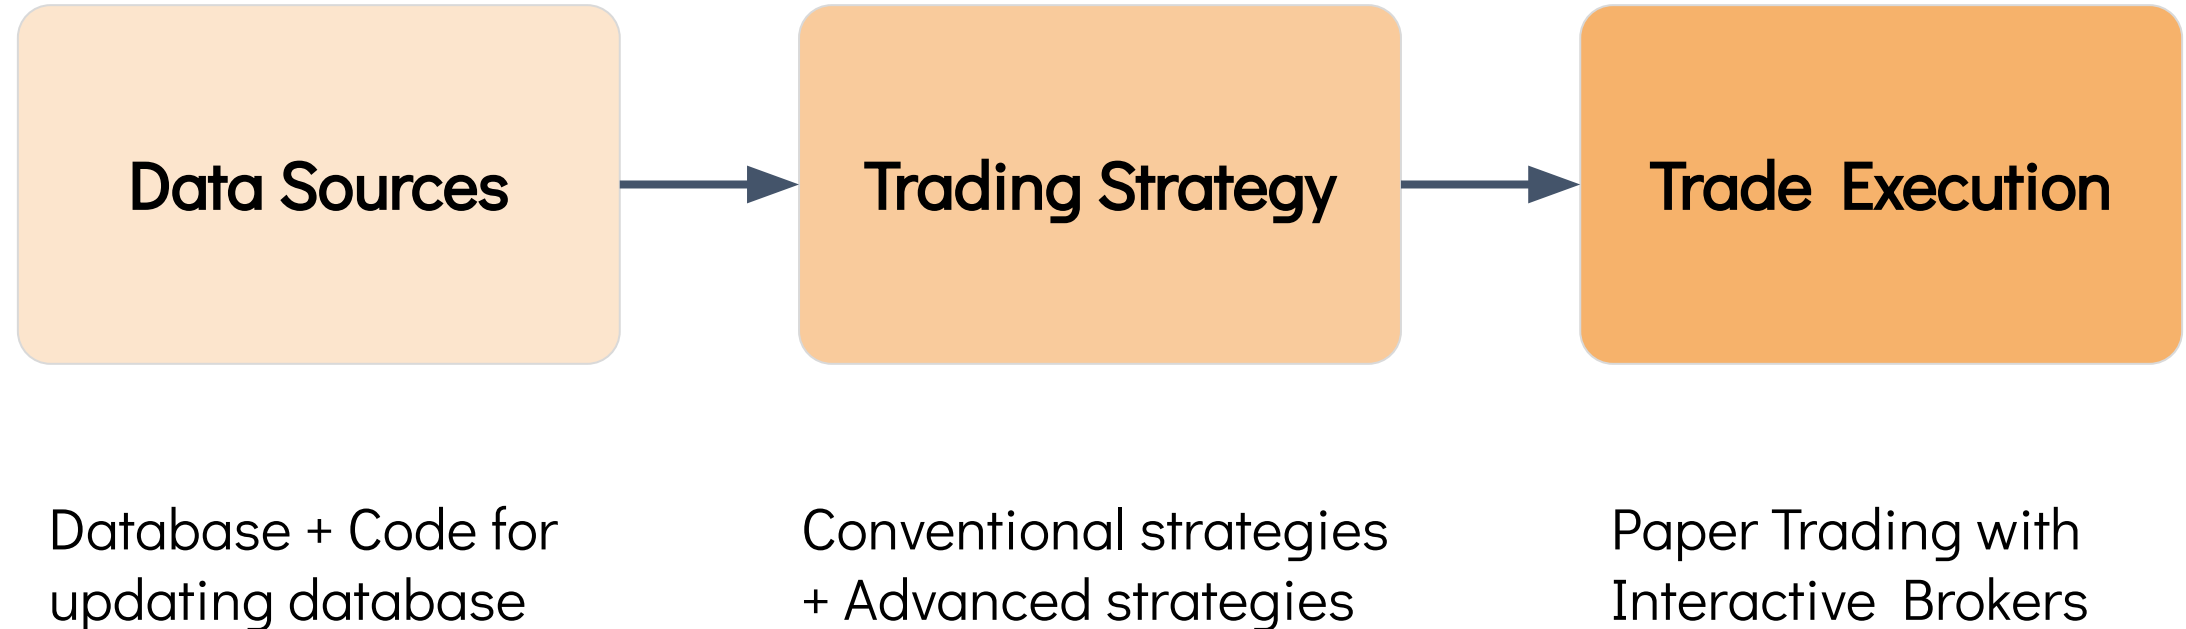 Data Sources
Trading Strategy
Trade Execution
Database + Code for
updating database
Conventional strategies
+ Advanced strategies
Paper Trading with
Interactive Brokers